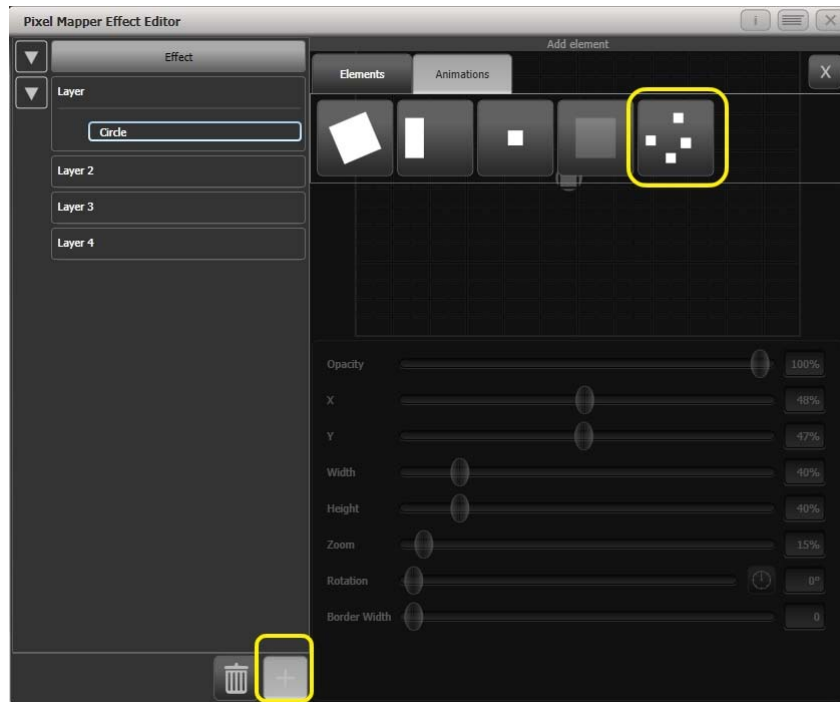 Pixel Mapper Effect Editor
i
X
Effect
Add element
Elements
Animations
X
Layer
Circle
Layer 2
Layer 3
Layer 4
Opacity 100%
X 48%
Y 47%
Width 40%
Height 40%
Zoom 15%
Rotation 0°
Border Width 0
+